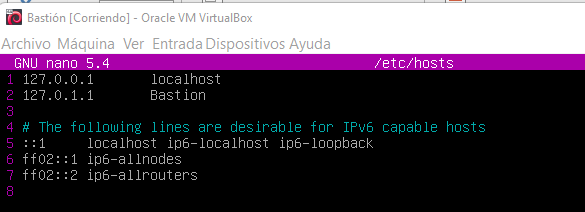 Bastión [Corriendo] - Oracle VM VirtualBox
Archivo Máquina Ver Entrada Dispositivos Ayuda
GNU nano 5.4 /etc/hosts
1 127.0.0.1 localhost
2 127.0.1.1 Bastion
3
4 # The following lines are desirable for IPv6 capable hosts
5 ::1 localhost ip6-localhost ip6-loopback
6 ff02::1 ip6-allnodes
7 ff02::2 ip6-allrouters
8